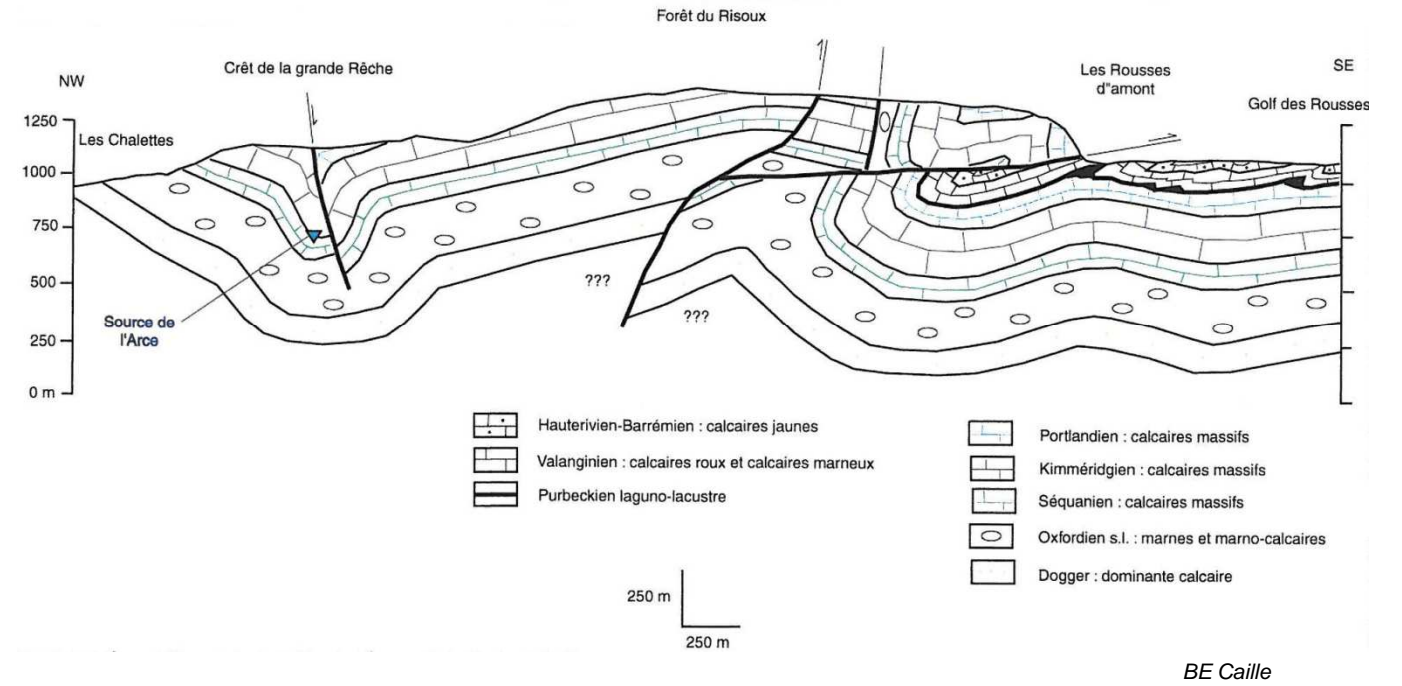 Forêt du Risoux
NW
Crêt de la grande Rêche
Les Rousses
d"amont
SE
Golf des Rousses
Les Chalettes
1250
1000
750
500
250
0 m
???
???
Source de
l'Arce
Hauterivien-Barrémien : calcaires jaunes
Valanginien : calcaires roux et calcaires marneux
Purbeckien laguno-lacustre
Portlandien : calcaires massifs
Kimméridgien : calcaires massifs
Séquanien : calcaires massifs
Oxfordien s.l. : marnes et marno-calcaires
Dogger : dominante calcaire
250 m
250 m
BE Caille